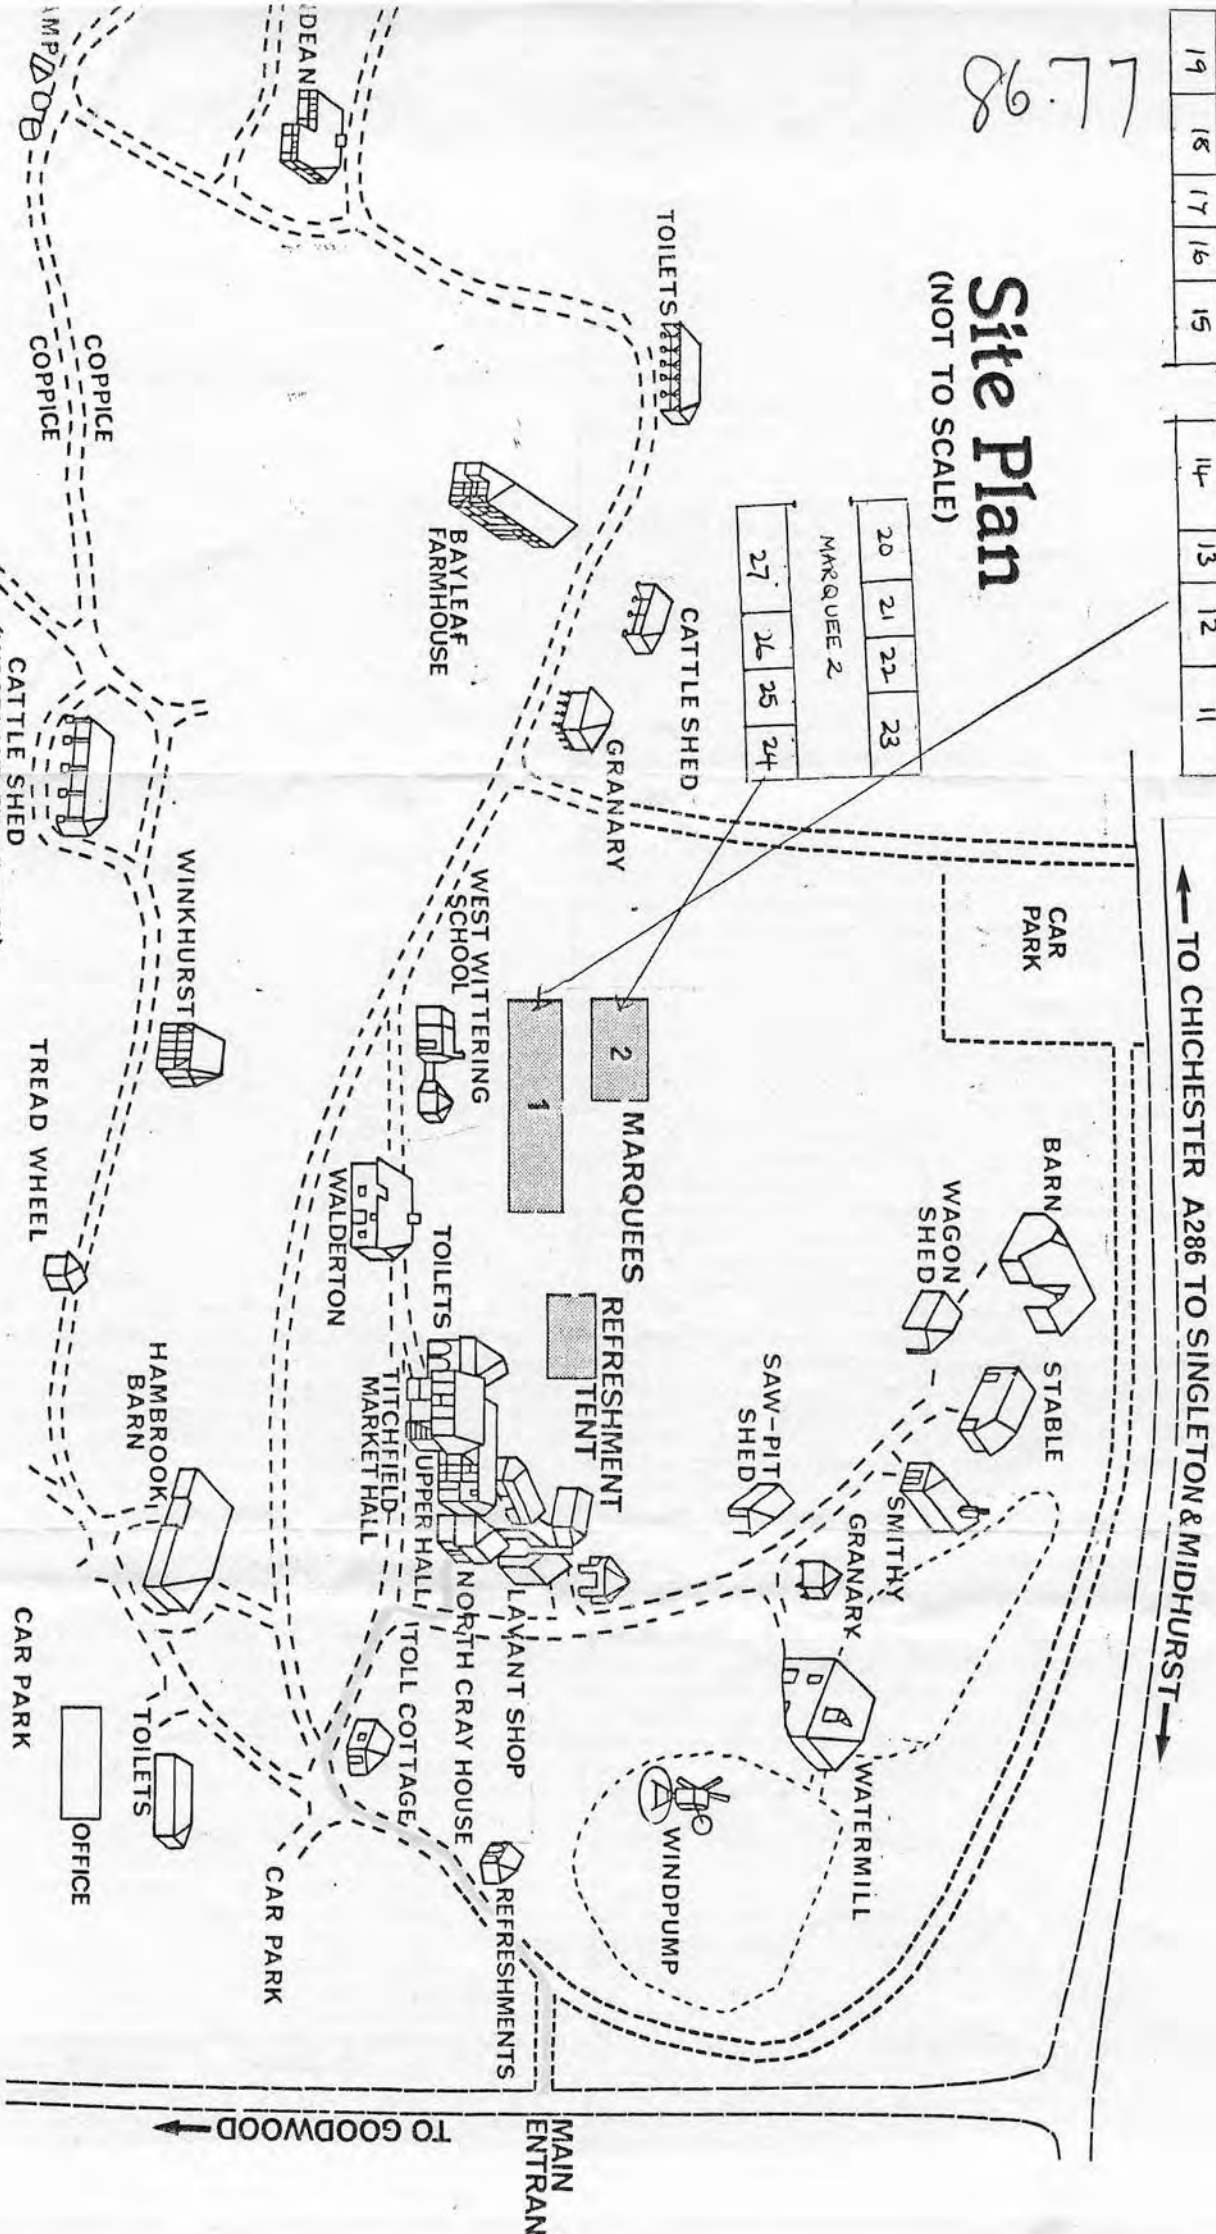 19 18 17 16 15 14 13 12 11
Site Plan
(NOT TO SCALE)
← TO CHICHESTER A286 TO SINGLETON & MIDHURST →
20 21 22 23
MARQUEE 2
27 26 25 24
CAR
PARK
BARN
WAGON
SHED
STABLE
SMITHY
GRANARY
SAW-PIT
SHED
WATERMILL
WINDPUMP
TOILETS
CATTLE SHED
GRANARY
BAYLEAF
FARMHOUSE
2
1
MARQUEES
REFRESHMENT
TENT
WEST WITTERING
SCHOOL
WALDERTON
TOILETS
TITCHFIELD
MARKET HALL
UPPER HALL
LAVANT SHOP
NORTH CRAY HOUSE
TOLL COTTAGE
REFRESHMENTS
MAIN
ENTRAN
TO GOODWOOD →
COPPICE
COPPICE
CATTLE SHED
WINKHURST
TREAD WHEEL
HAMBROOK
BARN
TOILETS
CAR PARK
CAR PARK
OFFICE